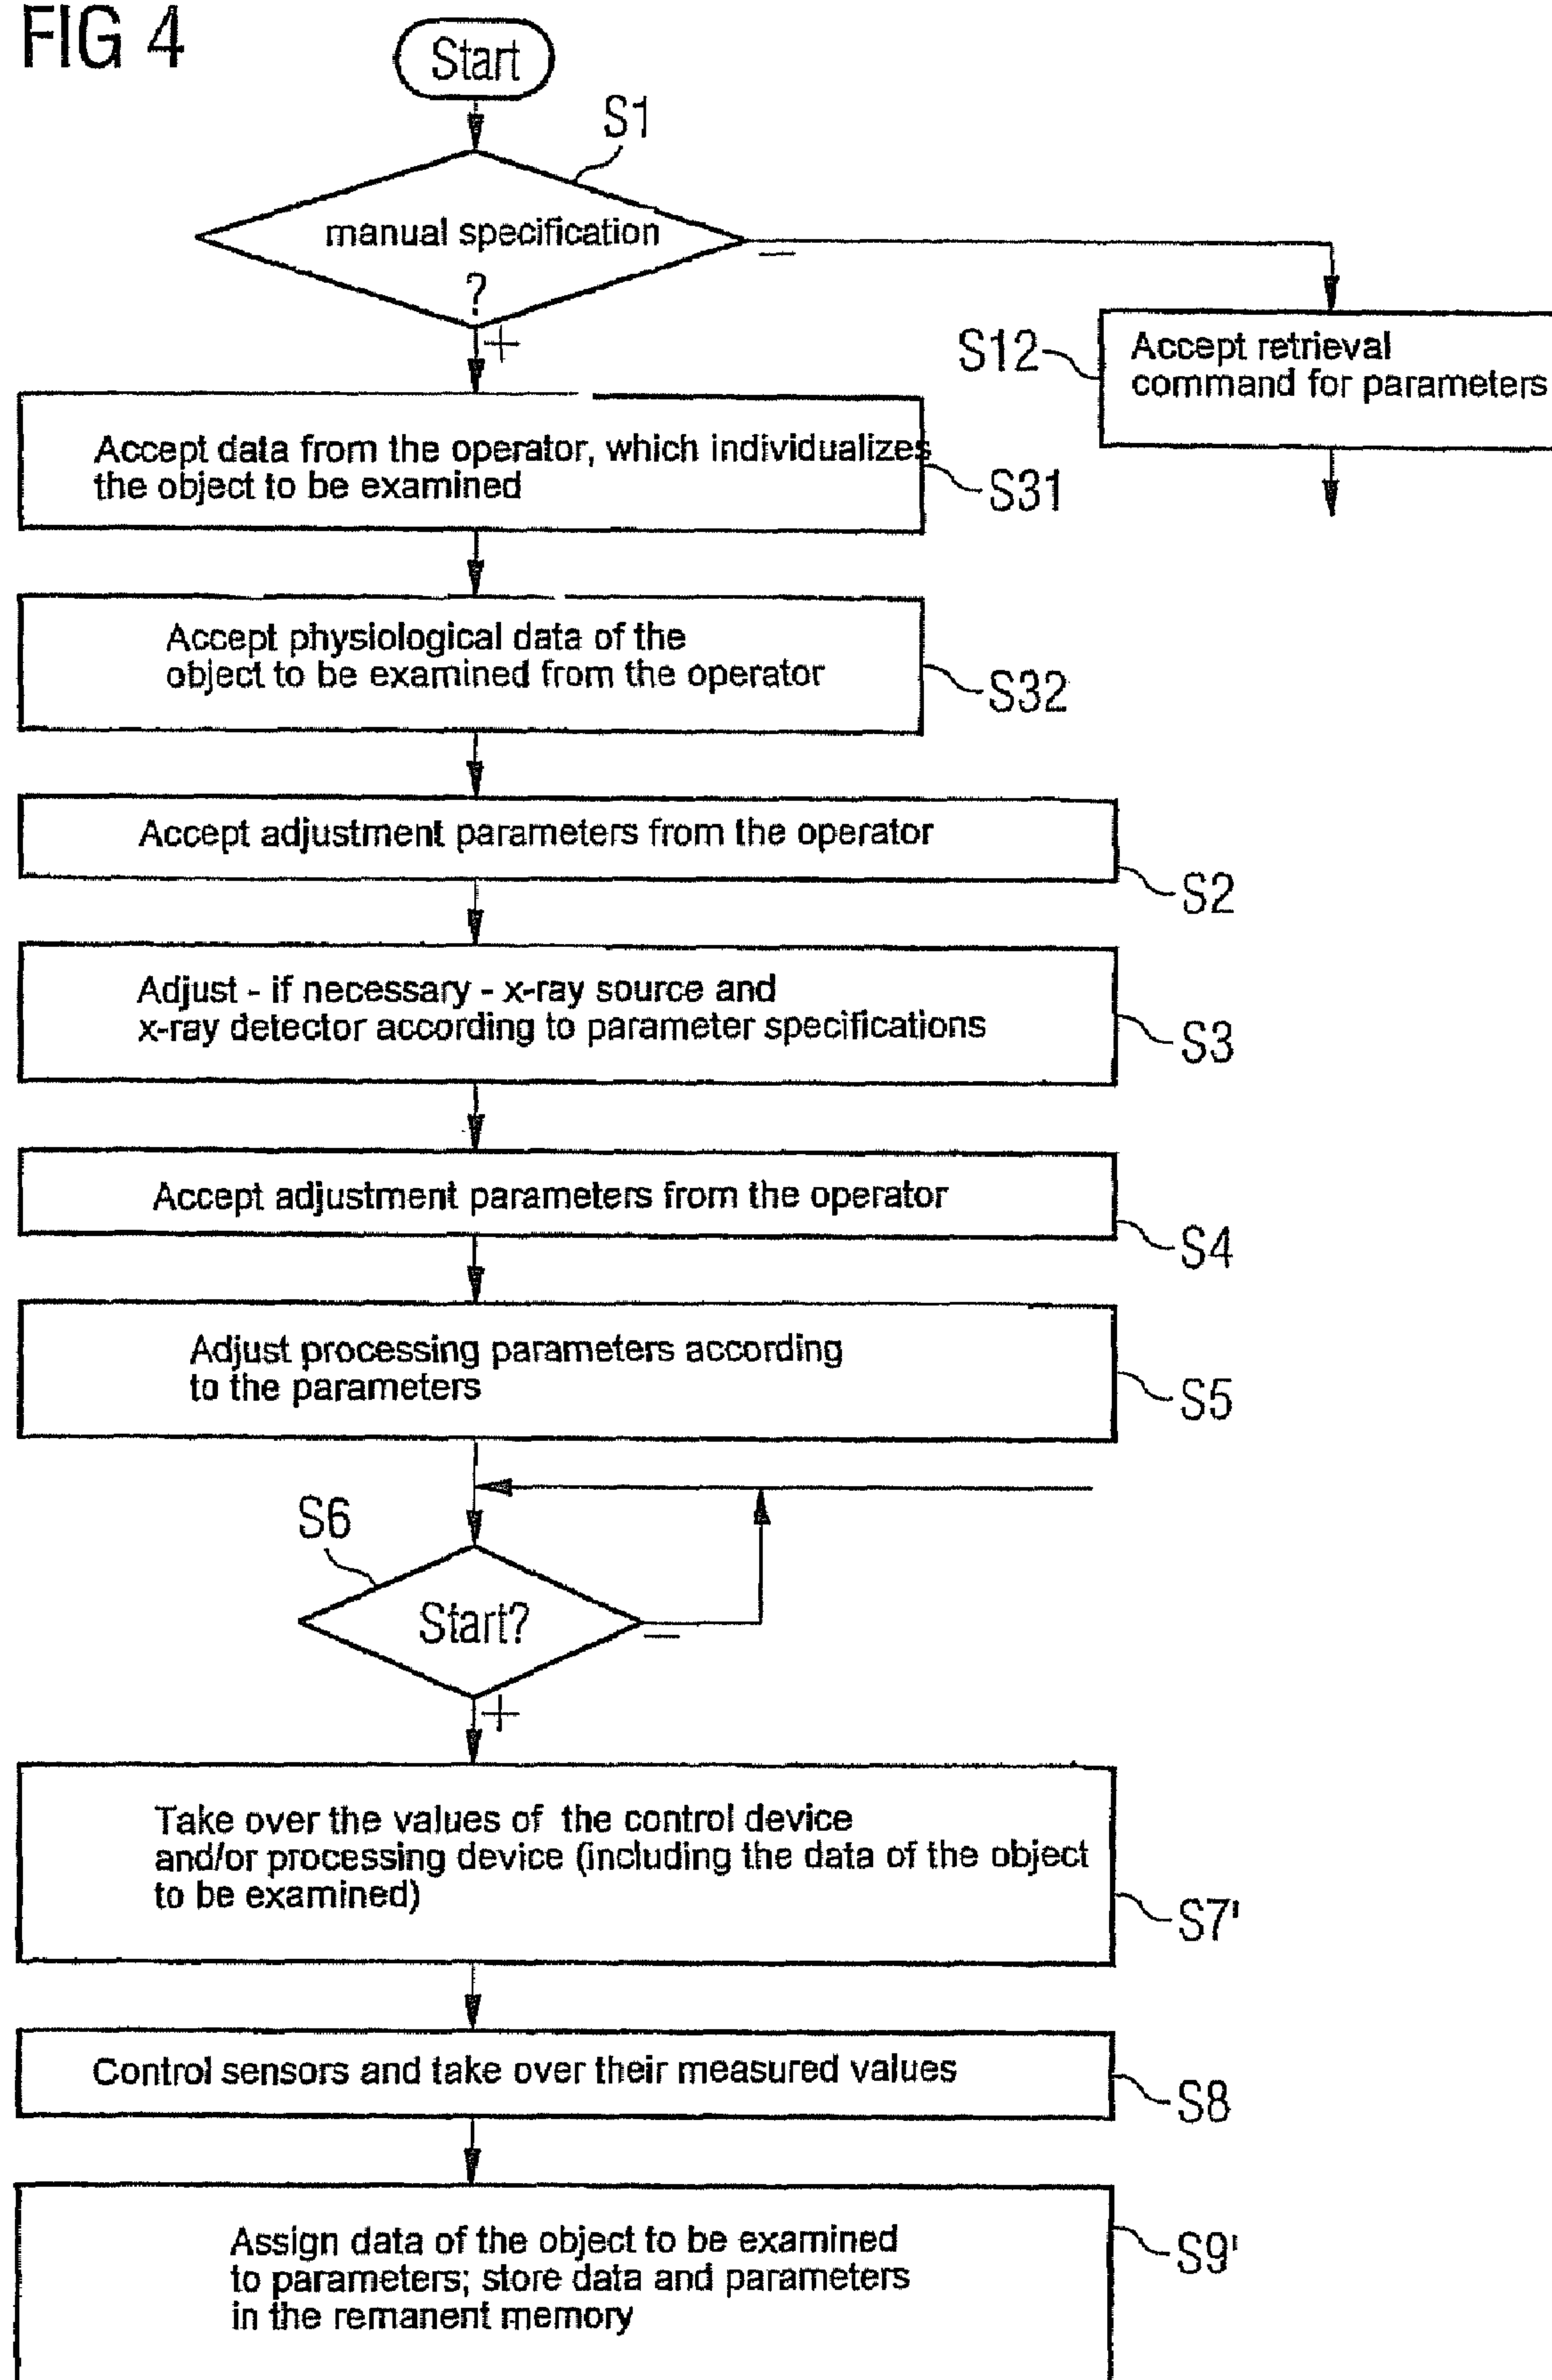 FIG 4
Start
S1
manual specification
?
–
+
S12
Accept retrieval
command for parameters
Accept data from the operator, which individualizes
the object to be examined
S31
Accept physiological data of the
object to be examined from the operator
S32
Accept adjustment parameters from the operator
S2
Adjust - if necessary - x-ray source and
x-ray detector according to parameter specifications
S3
Accept adjustment parameters from the operator
S4
Adjust processing parameters according
to the parameters
S5
S6
Start?
–
+
Take over the values of the control device
and/or processing device (including the data of the object
to be examined)
S7'
Control sensors and take over their measured values
S8
Assign data of the object to be examined
to parameters; store data and parameters
in the remanent memory
S9'